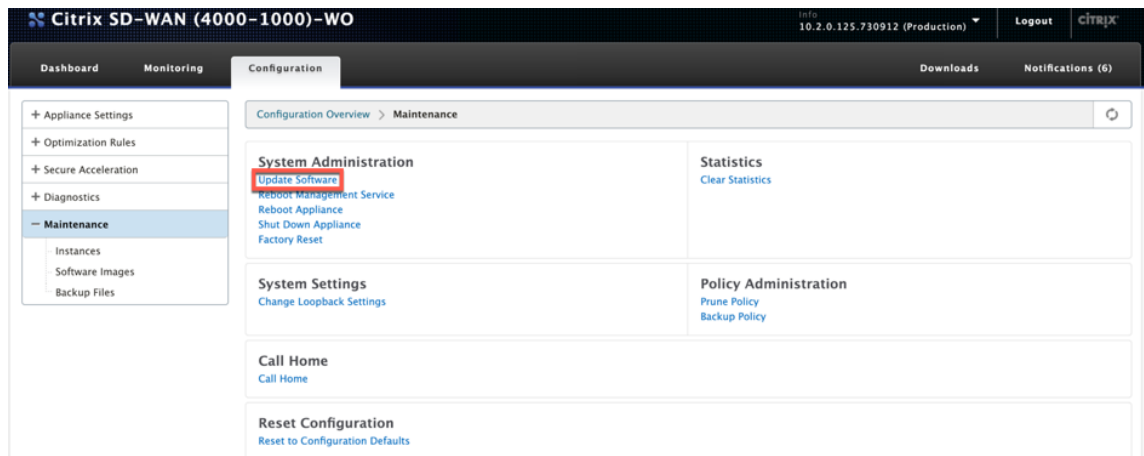 Citrix SD-WAN (4000-1000)-WO
Info
10.2.0.125.730912 (Production)
Logout
CİTRIX
Dashboard Monitoring Configuration Downloads Notifications (6)
+ Appliance Settings
+ Optimization Rules
+ Secure Acceleration
+ Diagnostics
− Maintenance
Instances
Software Images
Backup Files
Configuration Overview > Maintenance
System Administration
Update Software
Reboot Management Service
Reboot Appliance
Shut Down Appliance
Factory Reset
Statistics
Clear Statistics
System Settings
Change Loopback Settings
Policy Administration
Prune Policy
Backup Policy
Call Home
Call Home
Reset Configuration
Reset to Configuration Defaults